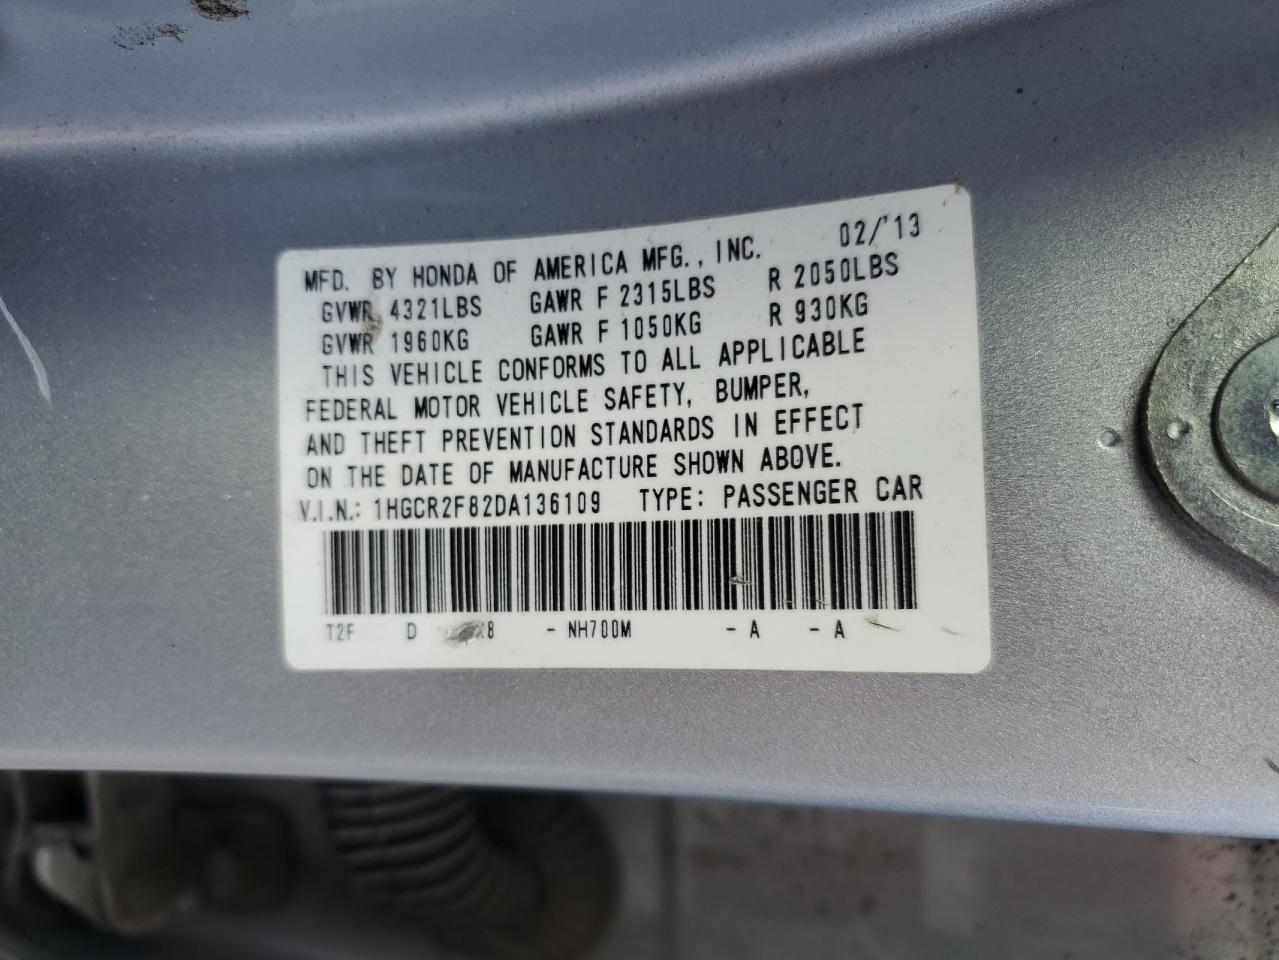 MFD. BY HONDA OF AMERICA MFG., INC. 02/'13
GVWR 4321LBS GAWR F 2315LBS R 2050LBS
GVWR 1960KG GAWR F 1050KG R 930KG
THIS VEHICLE CONFORMS TO ALL APPLICABLE
FEDERAL MOTOR VEHICLE SAFETY, BUMPER,
AND THEFT PREVENTION STANDARDS IN EFFECT
ON THE DATE OF MANUFACTURE SHOWN ABOVE.
V.I.N.: 1HGCR2F82DA136109 TYPE: PASSENGER CAR
T2F D - NH700M - A - A